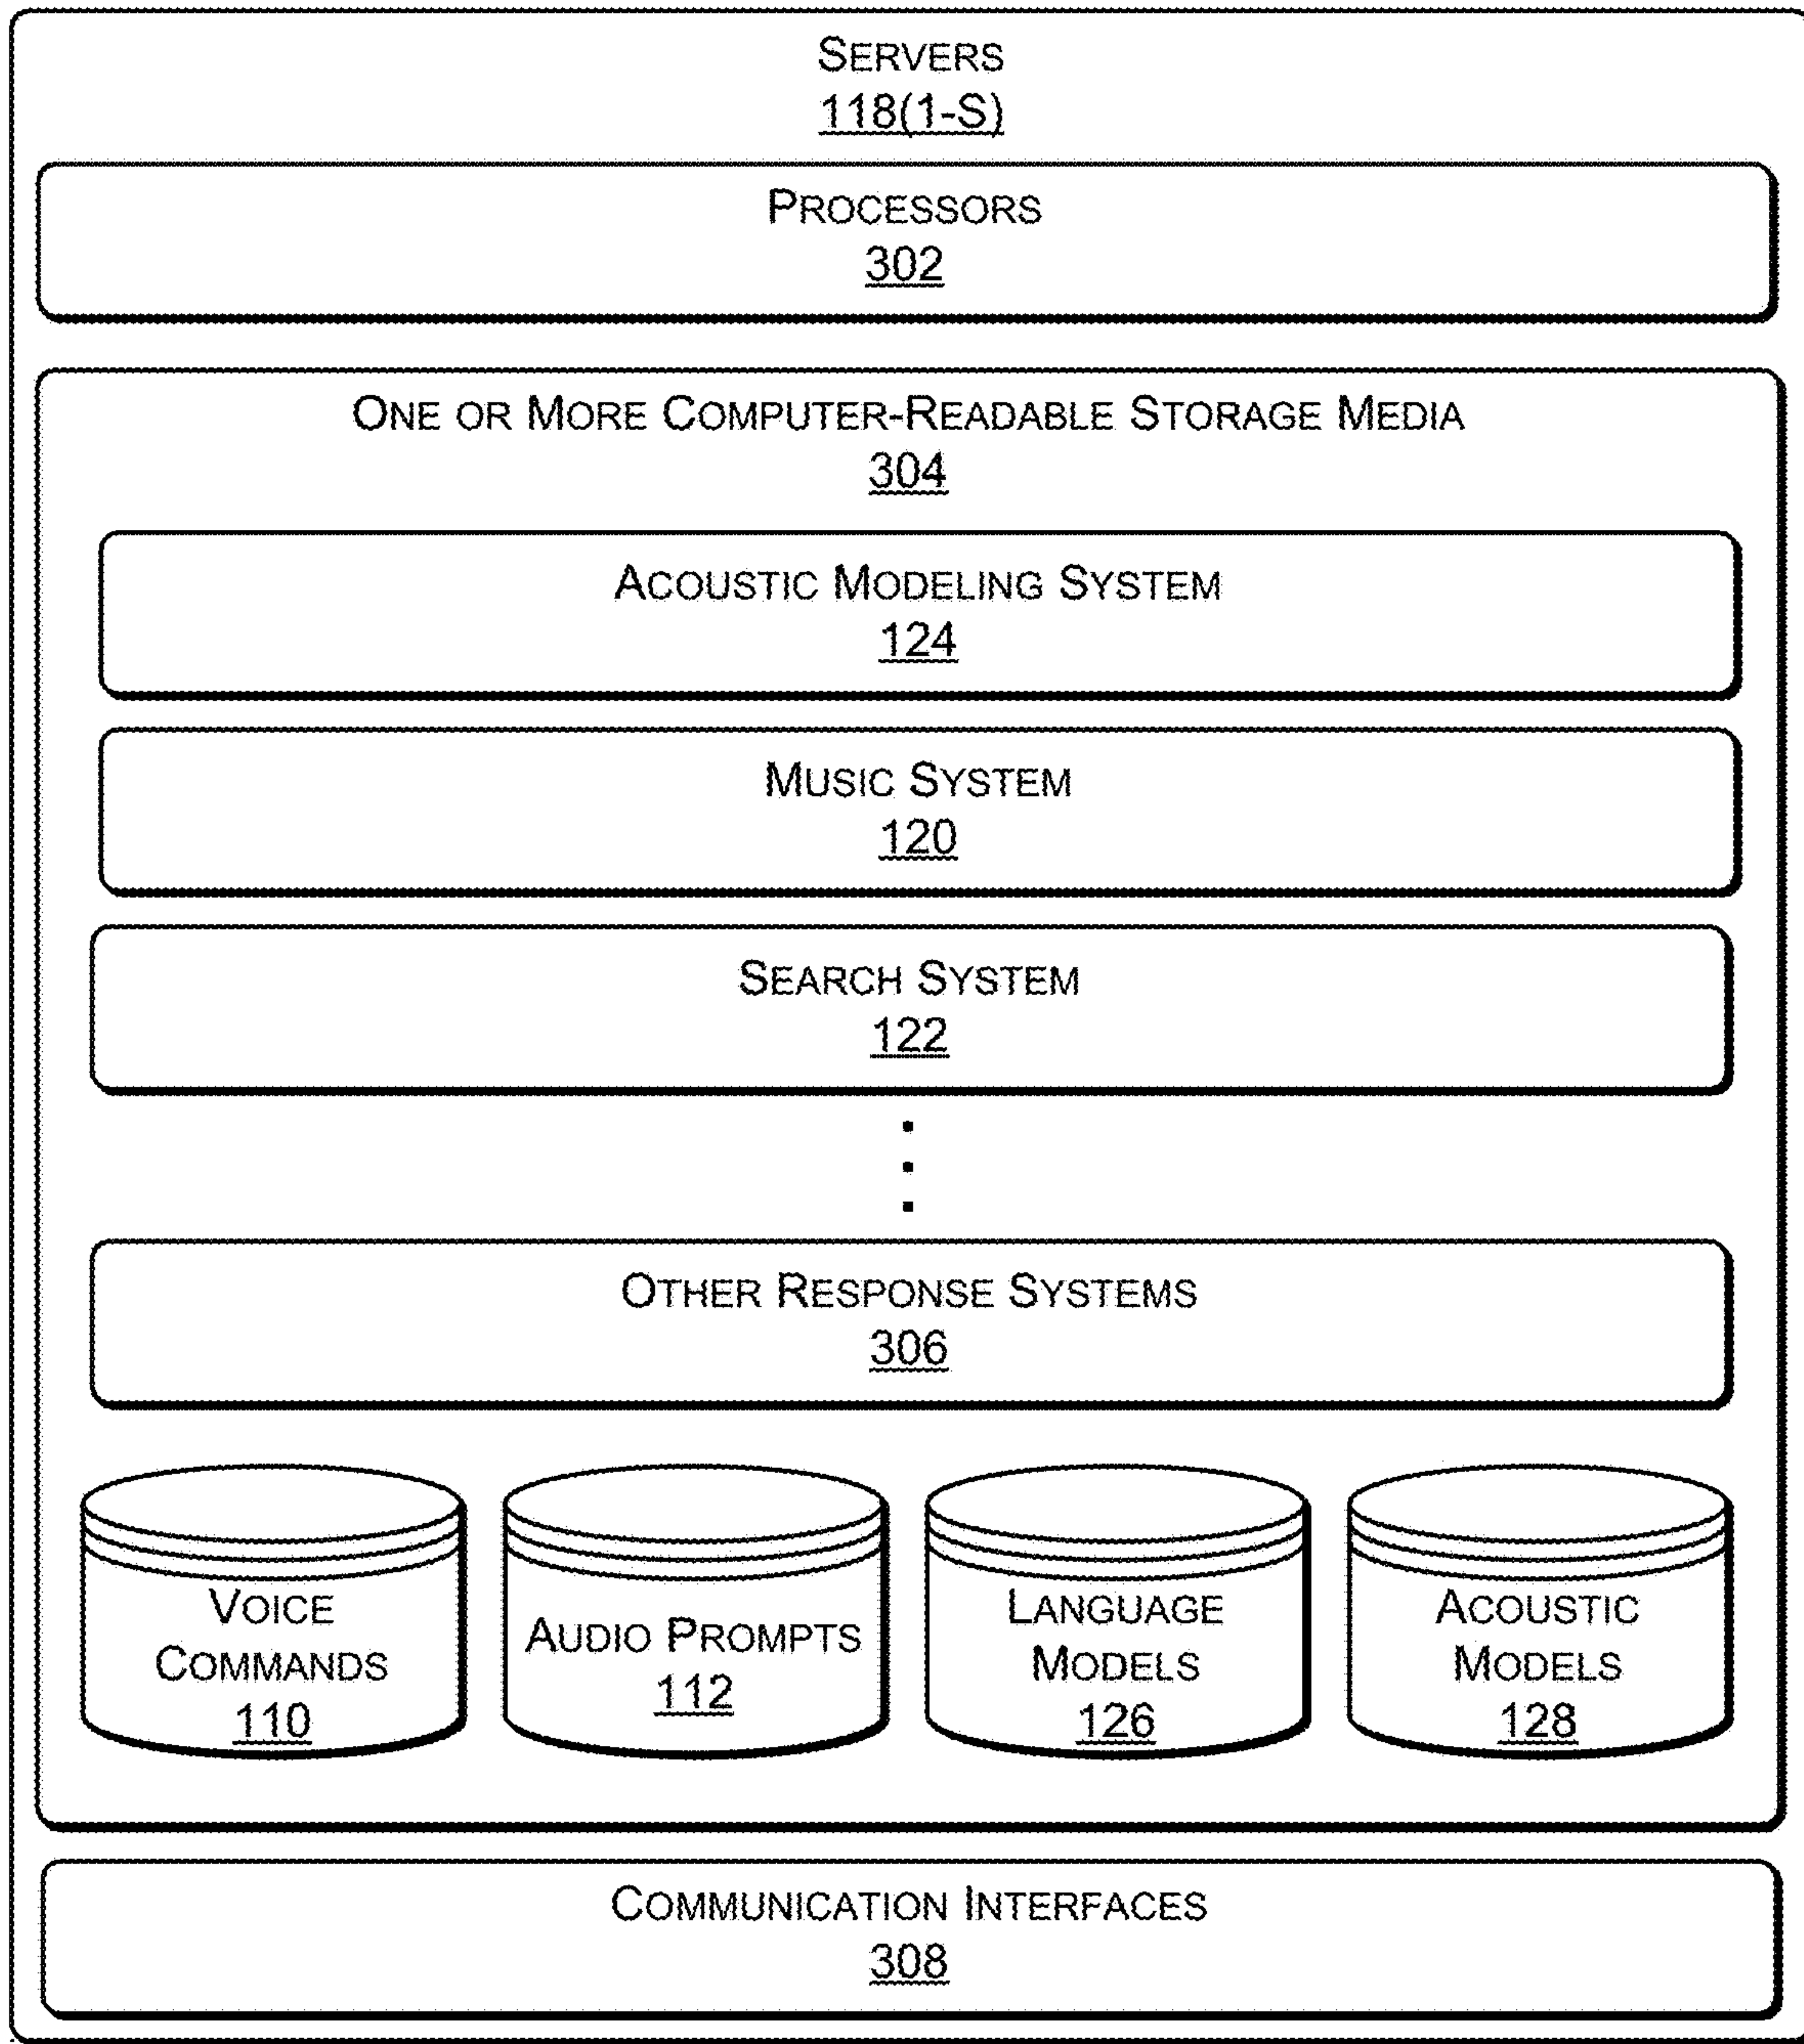 SERVERS
118(1-S)
PROCESSORS
302
ONE OR MORE COMPUTER-READABLE STORAGE MEDIA
304
ACOUSTIC MODELING SYSTEM
124
MUSIC SYSTEM
120
SEARCH SYSTEM
122
OTHER RESPONSE SYSTEMS
306
VOICE
COMMANDS
110
AUDIO PROMPTS
112
LANGUAGE
MODELS
126
ACOUSTIC
MODELS
128
COMMUNICATION INTERFACES
308